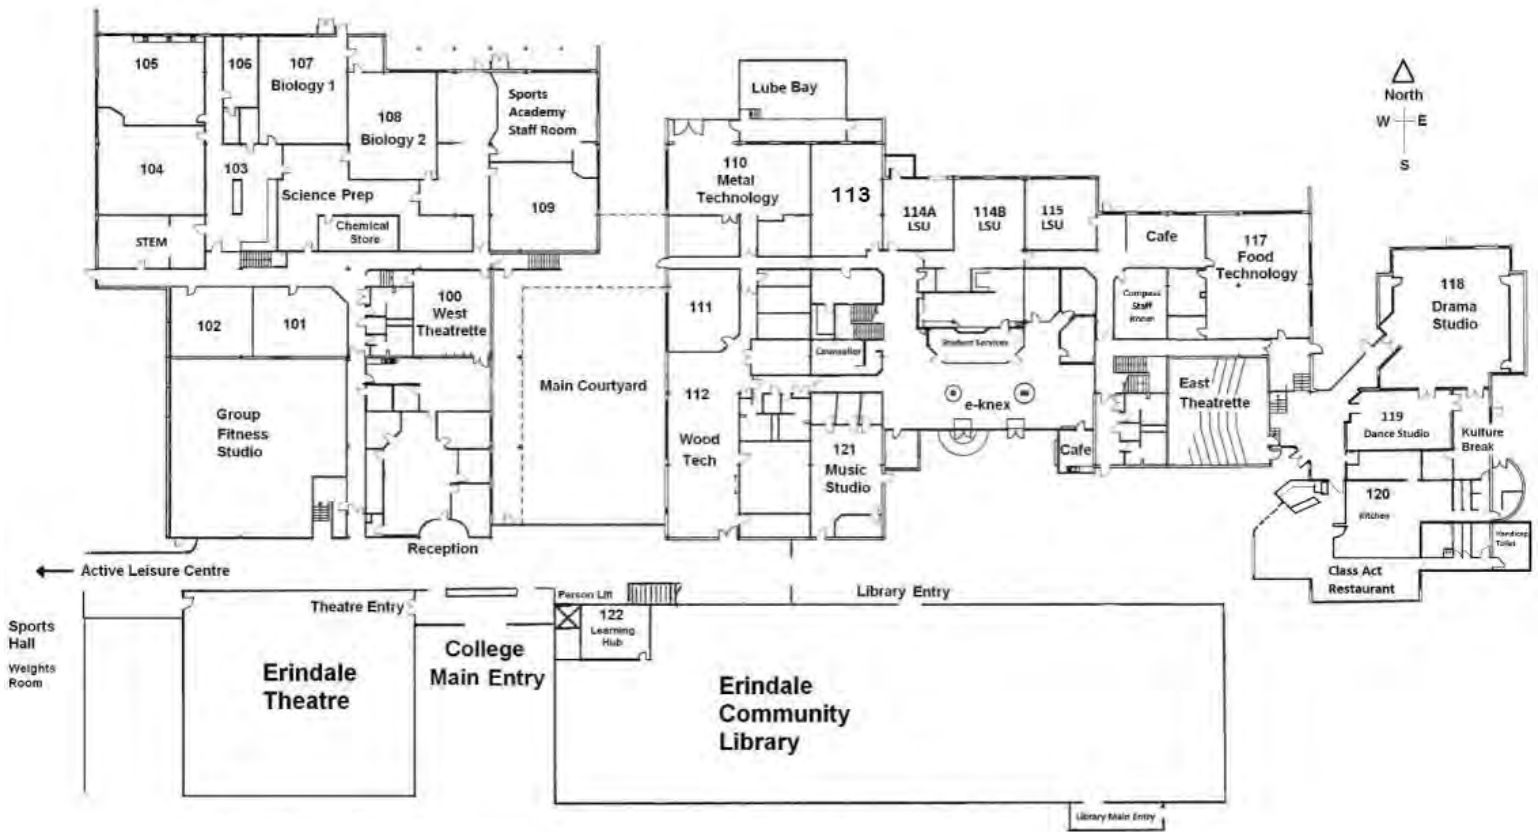 105
106
107
Biology 1
108
Biology 2
Sports
Academy
Staff Room
Lube Bay
North
W E
S
104
103
Science Prep
Chemical
Store
109
110
Metal
Technology
113
114A
LSU
114B
LSU
115
LSU
Cafe
117
Food
Technology
STEM
102
101
100
West
Theatrette
111
Compass
Staff
Room
118
Drama
Studio
Student Services
Counsellor
Main Courtyard
112
Wood
Tech
e-knex
East
Theatrette
119
Dance Studio
Kulture
Break
Group
Fitness
Studio
121
Music
Studio
Cafe
120
Kitchen
Handicap
Toilet
Reception
Class Act
Restaurant
Active Leisure Centre
Theatre Entry
Person Lift
Library Entry
Sports
Hall
Weights
Room
122
Learning
Hub
College
Main Entry
Erindale
Theatre
Erindale
Community
Library
Library Main Entry